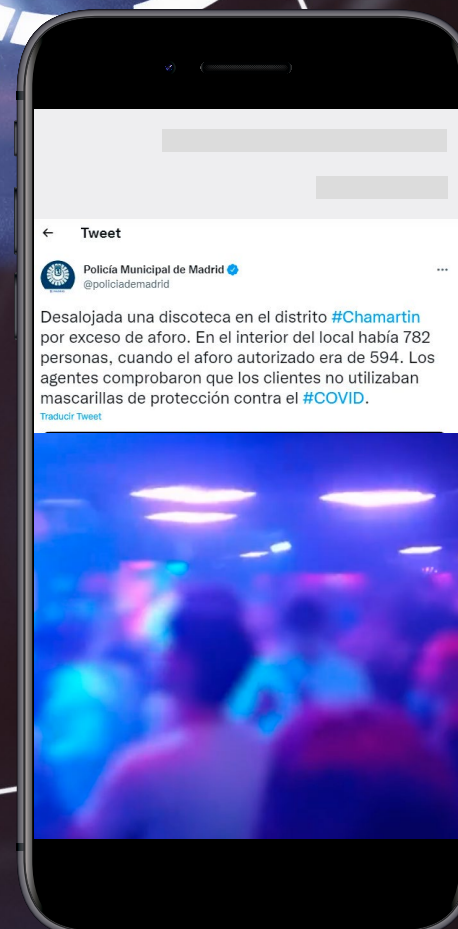 Tweet
Policía Municipal de Madrid
@policiademadrid
Desalojada una discoteca en el distrito #Chamartin
por exceso de aforo. En el interior del local había 782
personas, cuando el aforo autorizado era de 594. Los
agentes comprobaron que los clientes no utilizaban
mascarillas de protección contra el #COVID.
Traducir Tweet